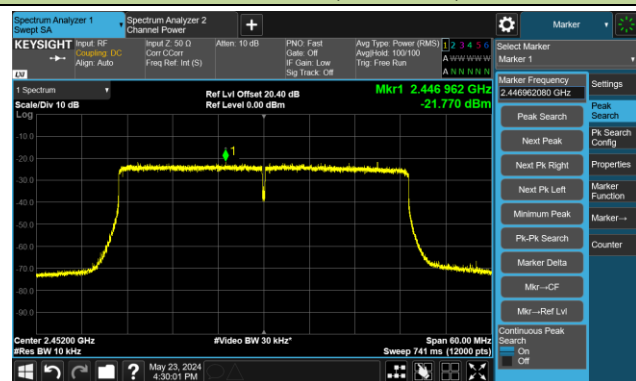 Spectrum Analyzer 1
Swept SA
Spectrum Analyzer 2
Channel Power
+
Marker
KEYSIGHT
Input: RF
Coupling: DC
Align: Auto
Input Z: 50 Ω
Corr CCorr
Freq Ref: Int (S)
Atten: 10 dB
PNO: Fast
Gate: Off
IF Gain: Low
Sig Track: Off
Avg Type: Power (RMS)
Avg|Hold: 100/100
Trig: Free Run
1 2 3 4 5 6
A W W W W W
A N N N N N
LXI
Select Marker
Marker 1
1 Spectrum
Scale/Div 10 dB
Log
Ref Lvl Offset 20.40 dB
Ref Level 0.00 dBm
Mkr1 2.446 962 GHz
-21.770 dBm
1
-10.0
-20.0
-30.0
-40.0
-50.0
-60.0
-70.0
-80.0
-90.0
Center 2.45200 GHz
#Res BW 10 kHz
#Video BW 30 kHz*
Span 60.00 MHz
Sweep 741 ms (12000 pts)
Marker Frequency
2.446962080 GHz
Peak Search
Next Peak
Next Pk Right
Next Pk Left
Minimum Peak
Pk-Pk Search
Marker Delta
Mkr→CF
Mkr→Ref Lvl
Continuous Peak
Search
On
Off
Settings
Peak
Search
Pk Search
Config
Properties
Marker
Function
Marker→
Counter
?
May 23, 2024
4:30:01 PM